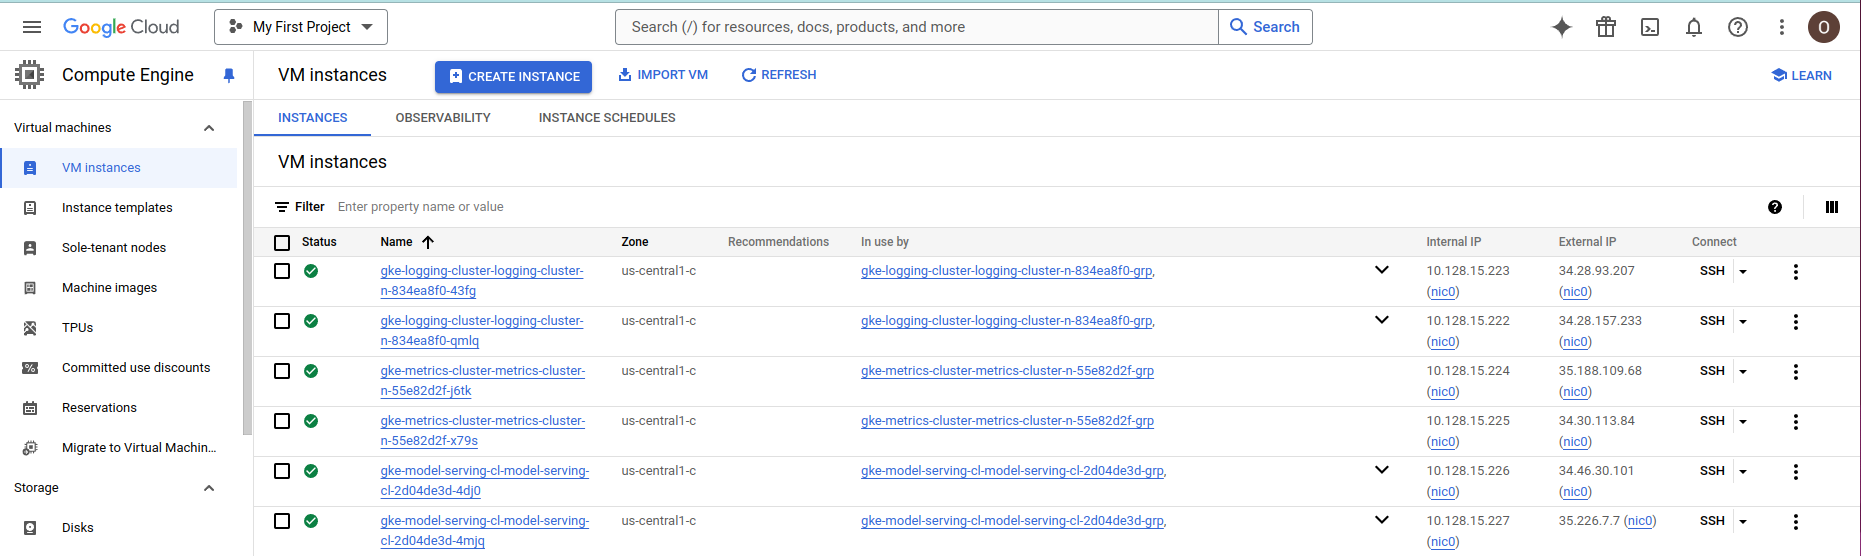 Google Cloud
My First Project
Search (/) for resources, docs, products, and more
Search
O
Compute Engine
VM instances
CREATE INSTANCE
IMPORT VM
REFRESH
LEARN
Virtual machines
VM instances
Instance templates
Sole-tenant nodes
Machine images
TPUs
Committed use discounts
Reservations
Migrate to Virtual Machin...
Storage
Disks
INSTANCES
OBSERVABILITY
INSTANCE SCHEDULES
VM instances
Filter Enter property name or value
Status Name Zone Recommendations In use by Internal IP External IP Connect
gke-logging-cluster-logging-cluster- us-central1-c gke-logging-cluster-logging-cluster-n-834ea8f0-grp, 10.128.15.223 34.28.93.207 SSH
n-834ea8f0-43fg (nic0) (nic0)
gke-logging-cluster-logging-cluster- us-central1-c gke-logging-cluster-logging-cluster-n-834ea8f0-grp, 10.128.15.222 34.28.157.233 SSH
n-834ea8f0-qmlq (nic0) (nic0)
gke-metrics-cluster-metrics-cluster- us-central1-c gke-metrics-cluster-metrics-cluster-n-55e82d2f-grp 10.128.15.224 35.188.109.68 SSH
n-55e82d2f-j6tk (nic0) (nic0)
gke-metrics-cluster-metrics-cluster- us-central1-c gke-metrics-cluster-metrics-cluster-n-55e82d2f-grp 10.128.15.225 34.30.113.84 SSH
n-55e82d2f-x79s (nic0) (nic0)
gke-model-serving-cl-model-serving- us-central1-c gke-model-serving-cl-model-serving-cl-2d04de3d-grp, 10.128.15.226 34.46.30.101 SSH
cl-2d04de3d-4dj0 (nic0) (nic0)
gke-model-serving-cl-model-serving- us-central1-c gke-model-serving-cl-model-serving-cl-2d04de3d-grp, 10.128.15.227 35.226.7.7 (nic0) SSH
cl-2d04de3d-4mjq (nic0)